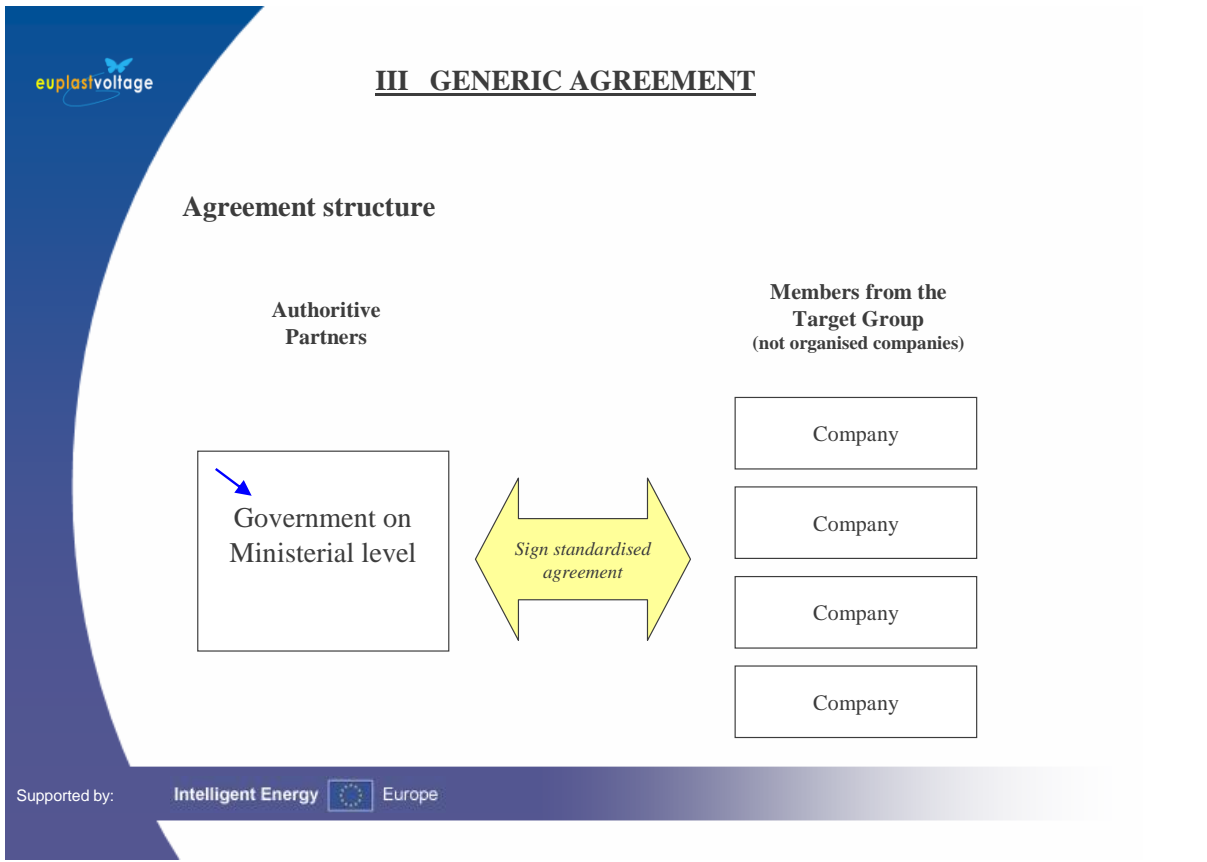 euplastvoltage
III GENERIC AGREEMENT
Agreement structure
Authoritive
Partners
Members from the
Target Group
(not organised companies)
Government on
Ministerial level
Sign standardised
agreement
Company
Company
Company
Company
Supported by:
Intelligent Energy Europe